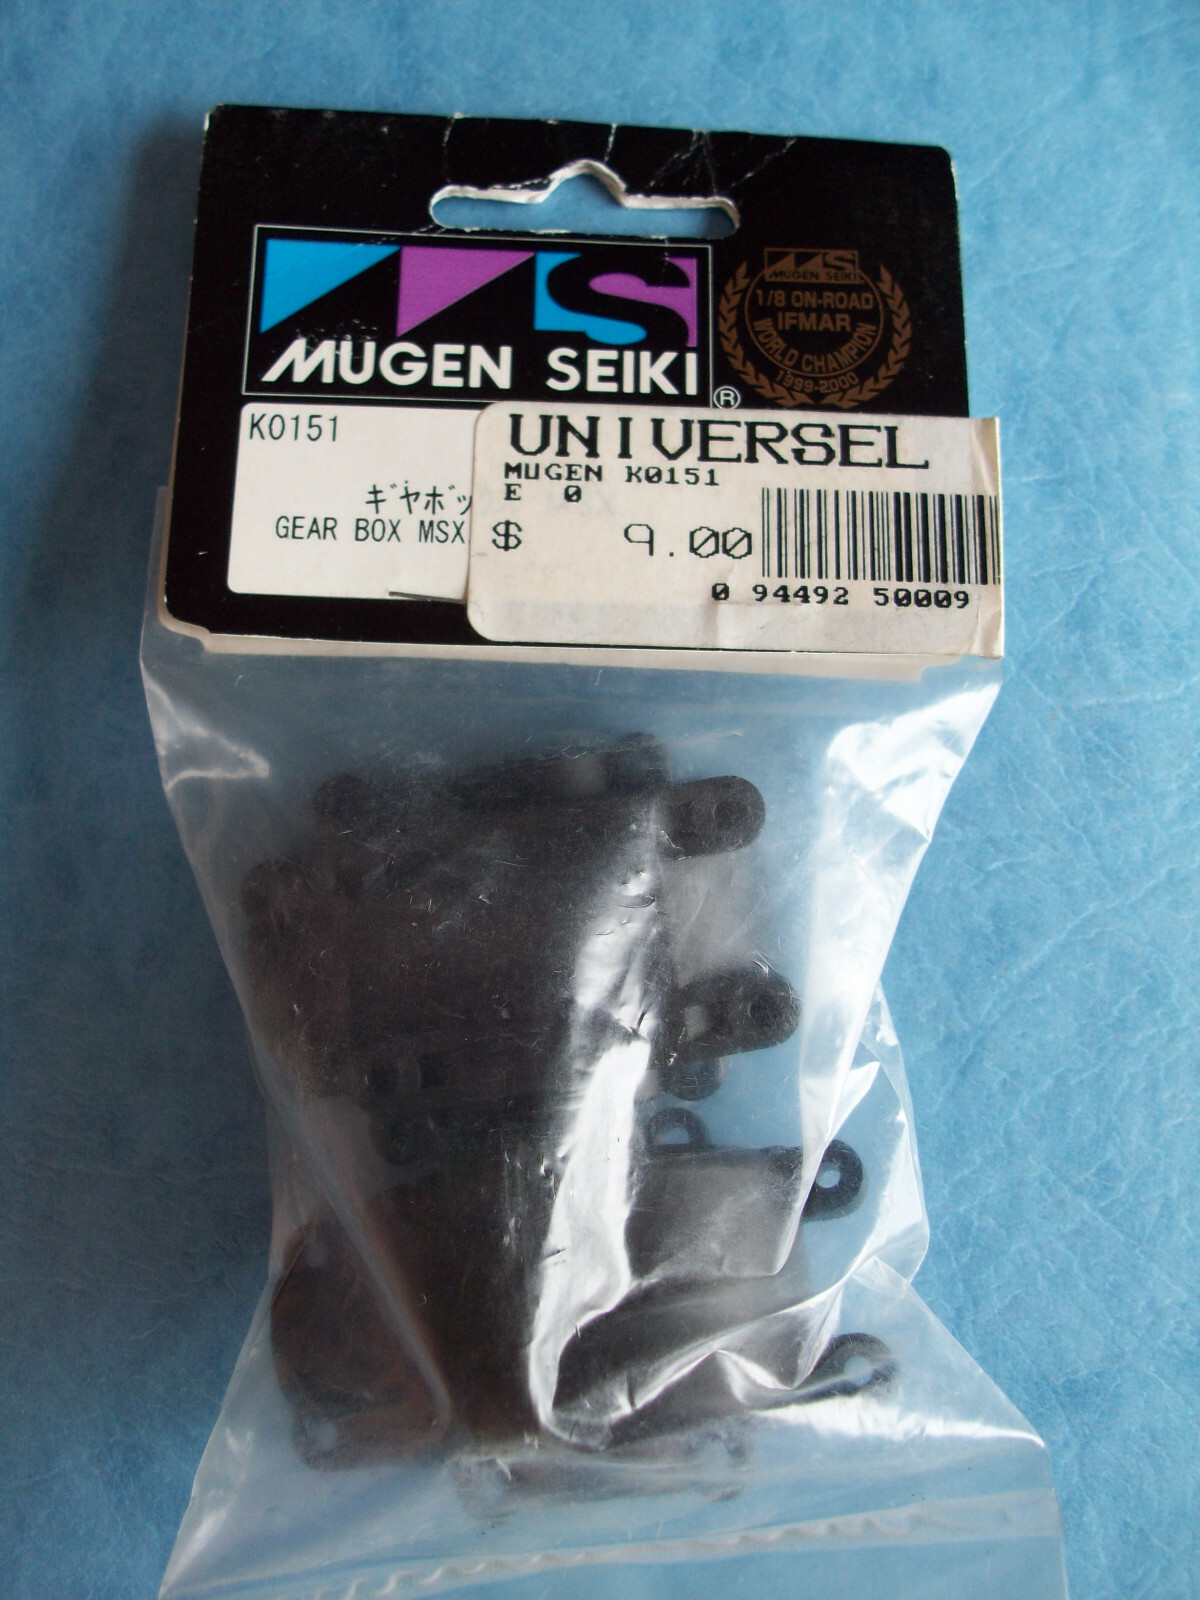 MUGEN SEIKI
®
MUGEN SEIKI
1/8 ON-ROAD
IFMAR
WORLD CHAMPION
1999-2000
K0151
ギヤボッ
GEAR BOX MSX
UNIVERSEL
MUGEN K0151
E 0
$ 9.00
0 94492 50009